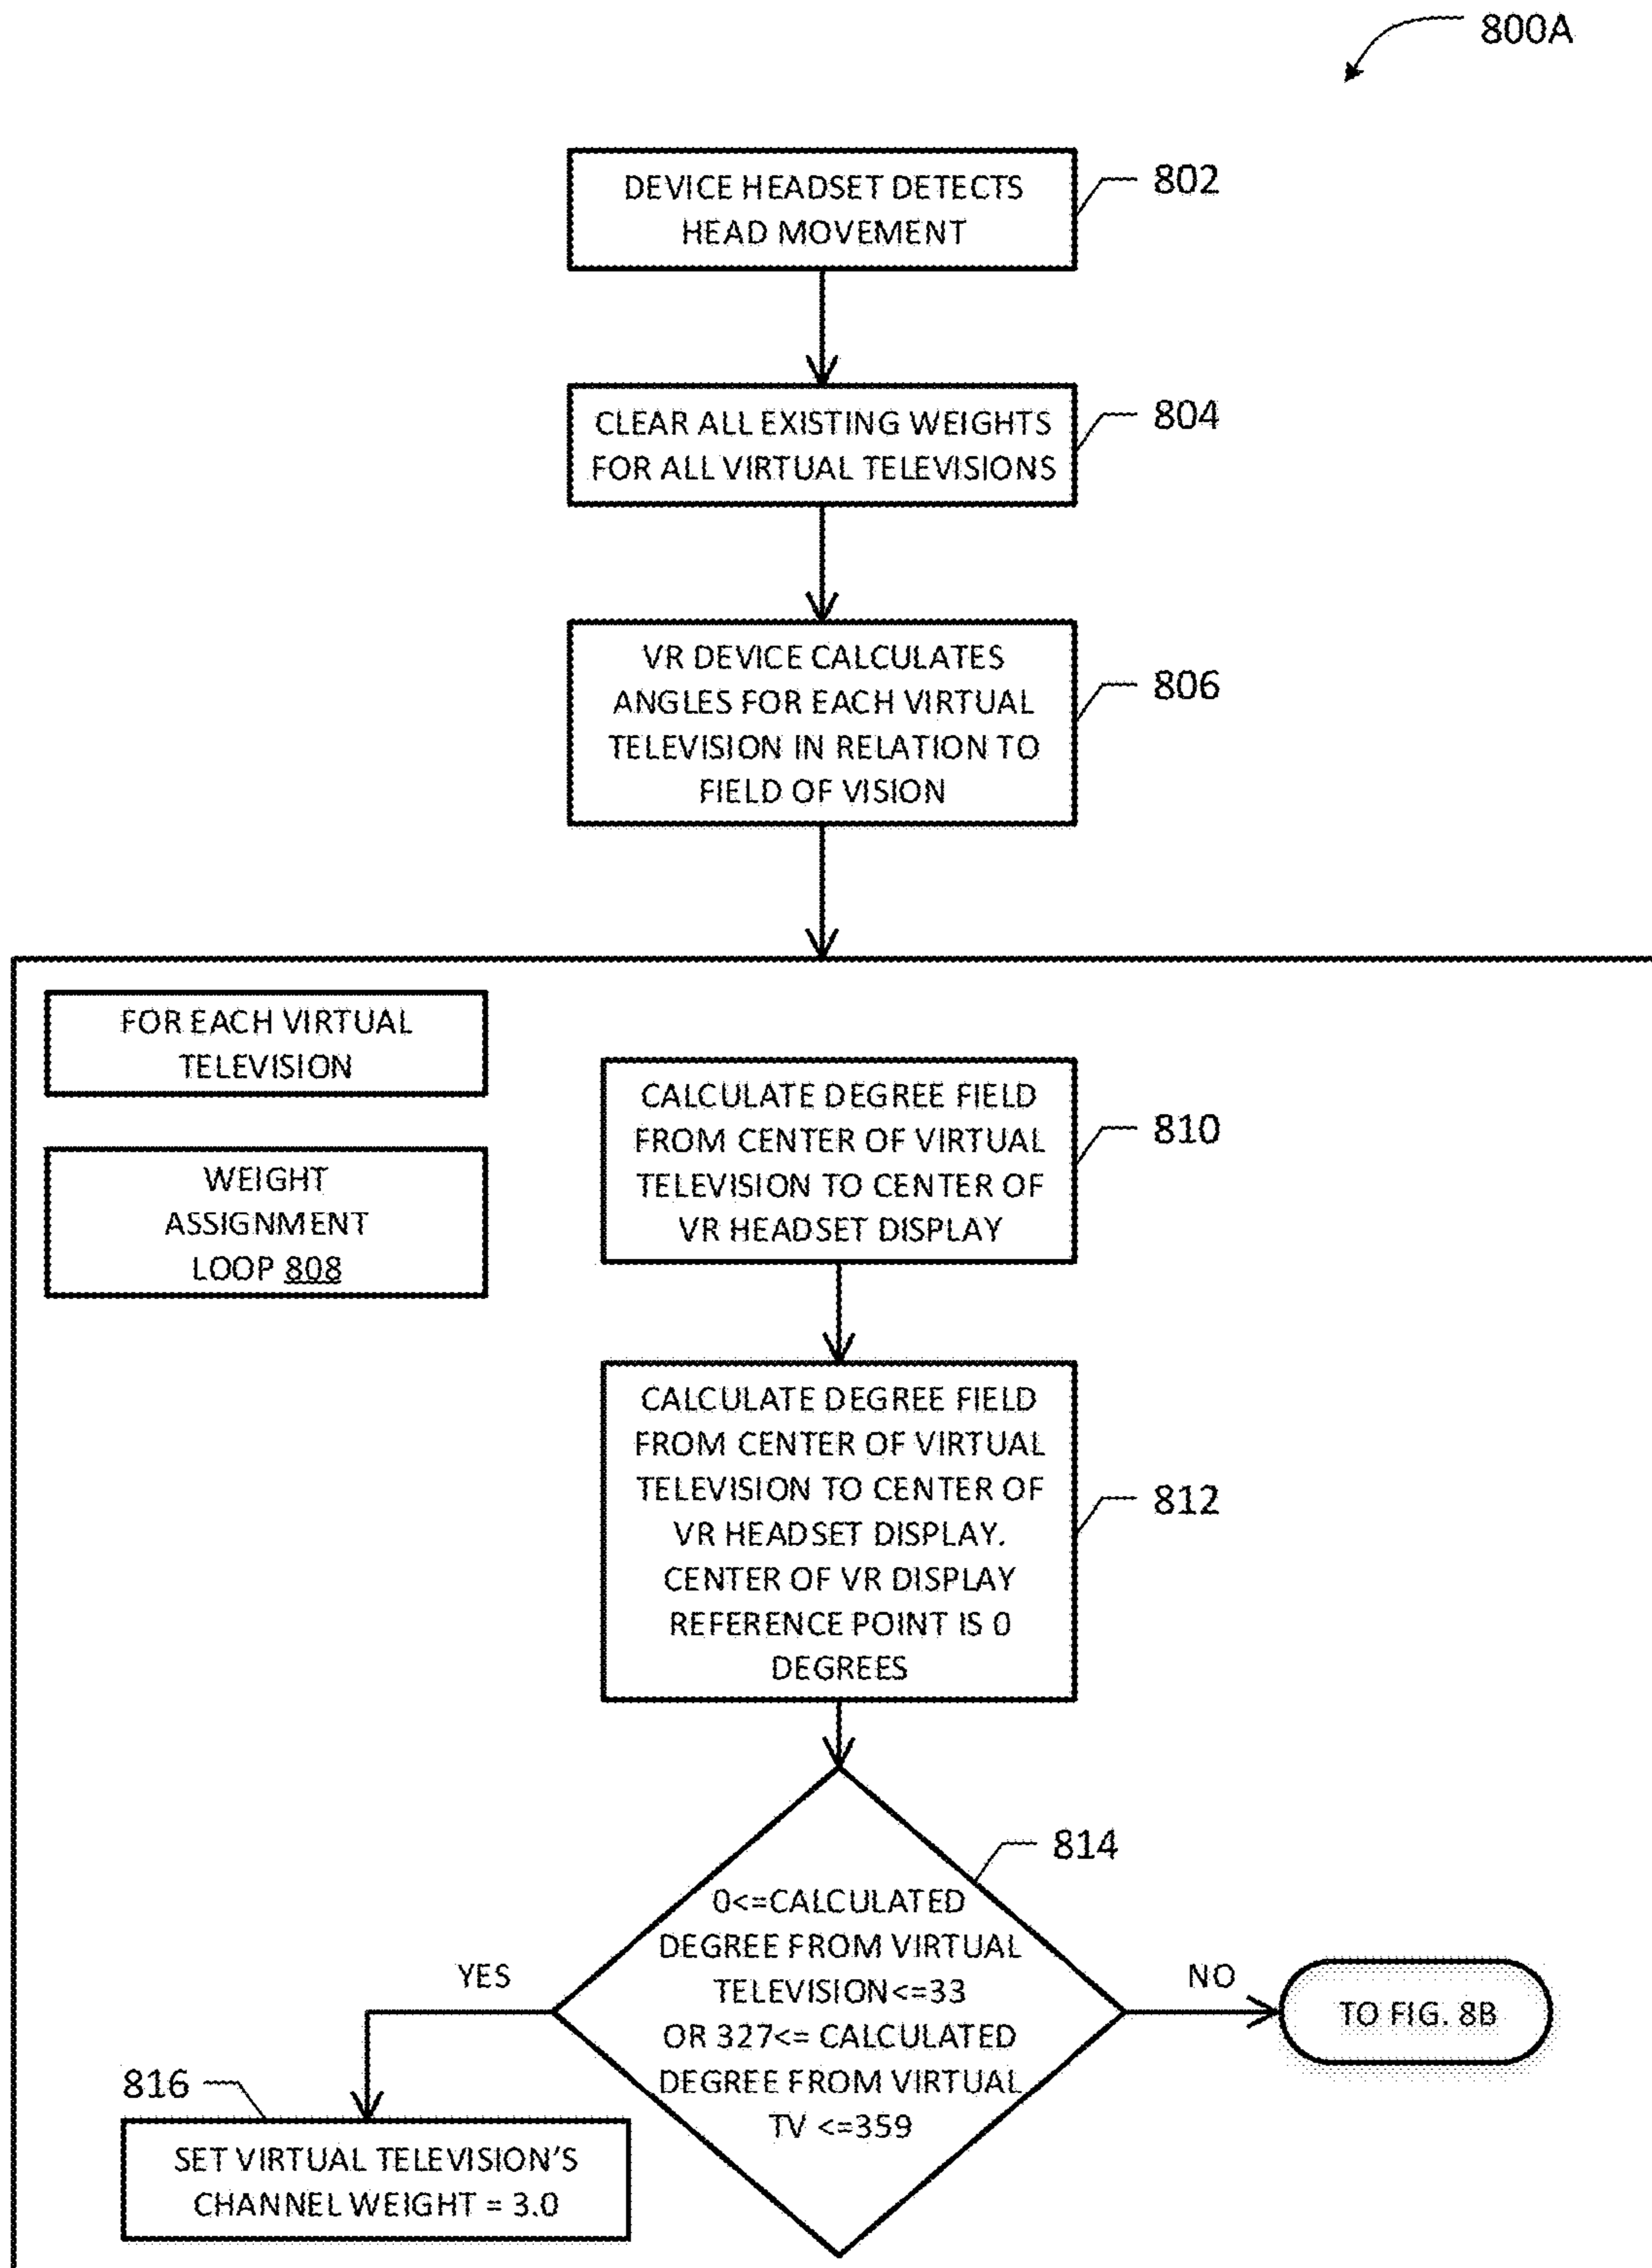 800A
DEVICE HEADSET DETECTS
HEAD MOVEMENT
802
CLEAR ALL EXISTING WEIGHTS
FOR ALL VIRTUAL TELEVISIONS
804
VR DEVICE CALCULATES
ANGLES FOR EACH VIRTUAL
TELEVISION IN RELATION TO
FIELD OF VISION
806
FOR EACH VIRTUAL
TELEVISION
WEIGHT
ASSIGNMENT
LOOP 808
CALCULATE DEGREE FIELD
FROM CENTER OF VIRTUAL
TELEVISION TO CENTER OF
VR HEADSET DISPLAY
810
CALCULATE DEGREE FIELD
FROM CENTER OF VIRTUAL
TELEVISION TO CENTER OF
VR HEADSET DISPLAY.
CENTER OF VR DISPLAY
REFERENCE POINT IS 0
DEGREES
812
814
0<=CALCULATED
DEGREE FROM VIRTUAL
TELEVISION<=33
OR 327<= CALCULATED
DEGREE FROM VIRTUAL
TV <=359
YES
NO
TO FIG. 8B
816
SET VIRTUAL TELEVISION'S
CHANNEL WEIGHT = 3.0